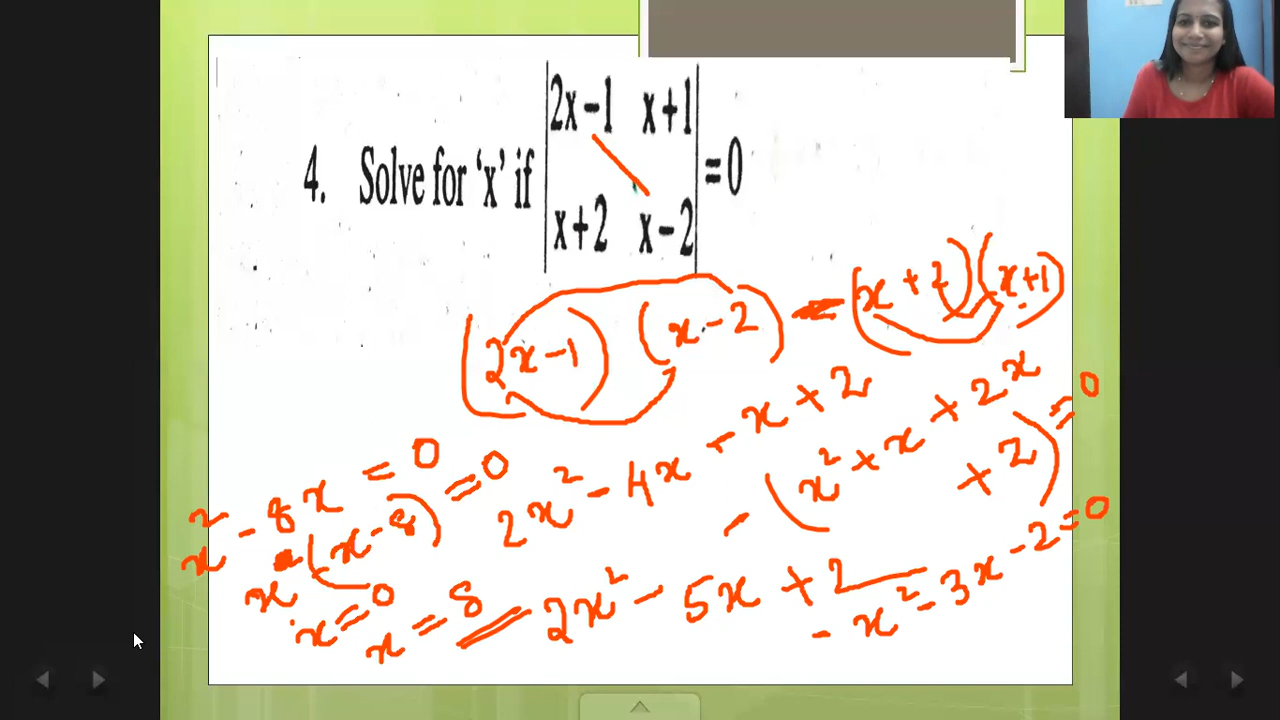 2x−1 x+1
4. Solve for 'x' if =0
x+2 x−2
(2x−1) (x−2) − (x+2)(x+1)
2x² − 4x − x + 2 − (x² + x + 2x + 2) = 0
2x² − 5x + 2 − x² − 3x − 2 = 0
x² − 8x = 0
x (x−8) = 0
x = 0
x = 8